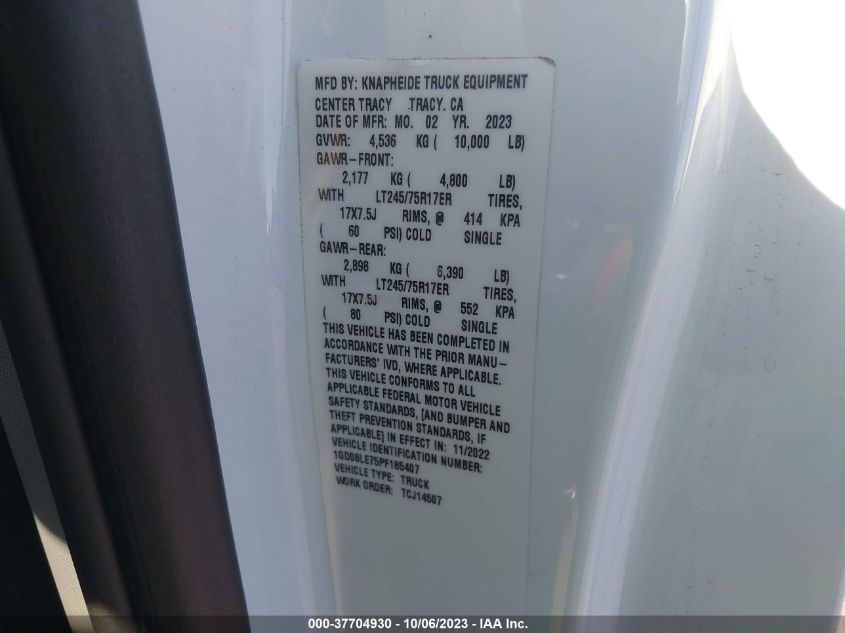 MFD BY: KNAPHEIDE TRUCK EQUIPMENT
CENTER TRACY .TRACY, CA
DATE OF MFR: MO. 02 YR. 2023
GVWR: 4,536 KG ( 10,000 LB)
GAWR-FRONT:
2,177 KG ( 4,800 LB)
WITH LT245/75R17ER TIRES,
17X7.5J RIMS, @ 414 KPA
( 60 PSI) COLD SINGLE
GAWR-REAR:
2,898 KG ( 6,390 LB)
WITH LT245/75R17ER TIRES,
17X7.5J RIMS, @ 552 KPA
( 80 PSI) COLD SINGLE
THIS VEHICLE HAS BEEN COMPLETED IN
ACCORDANCE WITH THE PRIOR MANU-
FACTURERS' IVD, WHERE APPLICABLE.
THIS VEHICLE CONFORMS TO ALL
APPLICABLE FEDERAL MOTOR VEHICLE
SAFETY STANDARDS, [AND BUMPER AND
THEFT PREVENTION STANDARDS, IF
APPLICABLE] IN EFFECT IN: 11/2022
VEHICLE IDENTIFICATION NUMBER:
1GD08LE75PF185407
VEHICLE TYPE: TRUCK
WORK ORDER: TCJ14507
000-37704930 - 10/06/2023 - IAA Inc.